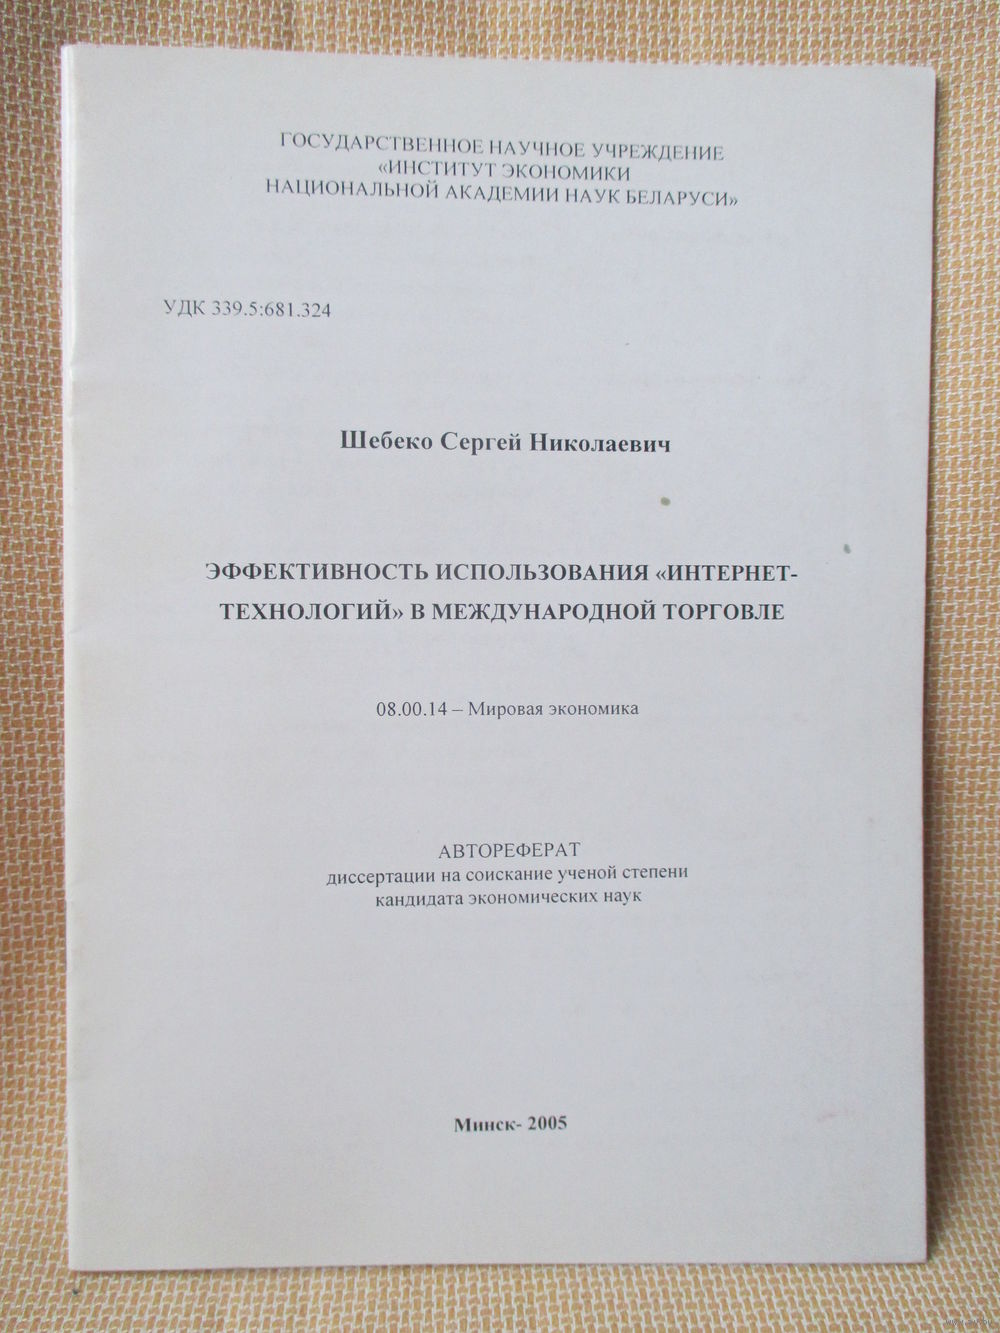 ГОСУДАРСТВЕННОЕ НАУЧНОЕ УЧРЕЖДЕНИЕ
«ИНСТИТУТ ЭКОНОМИКИ
НАЦИОНАЛЬНОЙ АКАДЕМИИ НАУК БЕЛАРУСИ»
УДК 339.5:681.324
Шебеко Сергей Николаевич
ЭФФЕКТИВНОСТЬ ИСПОЛЬЗОВАНИЯ «ИНТЕРНЕТ-
ТЕХНОЛОГИЙ» В МЕЖДУНАРОДНОЙ ТОРГОВЛЕ
08.00.14 – Мировая экономика
АВТОРЕФЕРАТ
диссертации на соискание ученой степени
кандидата экономических наук
Минск- 2005